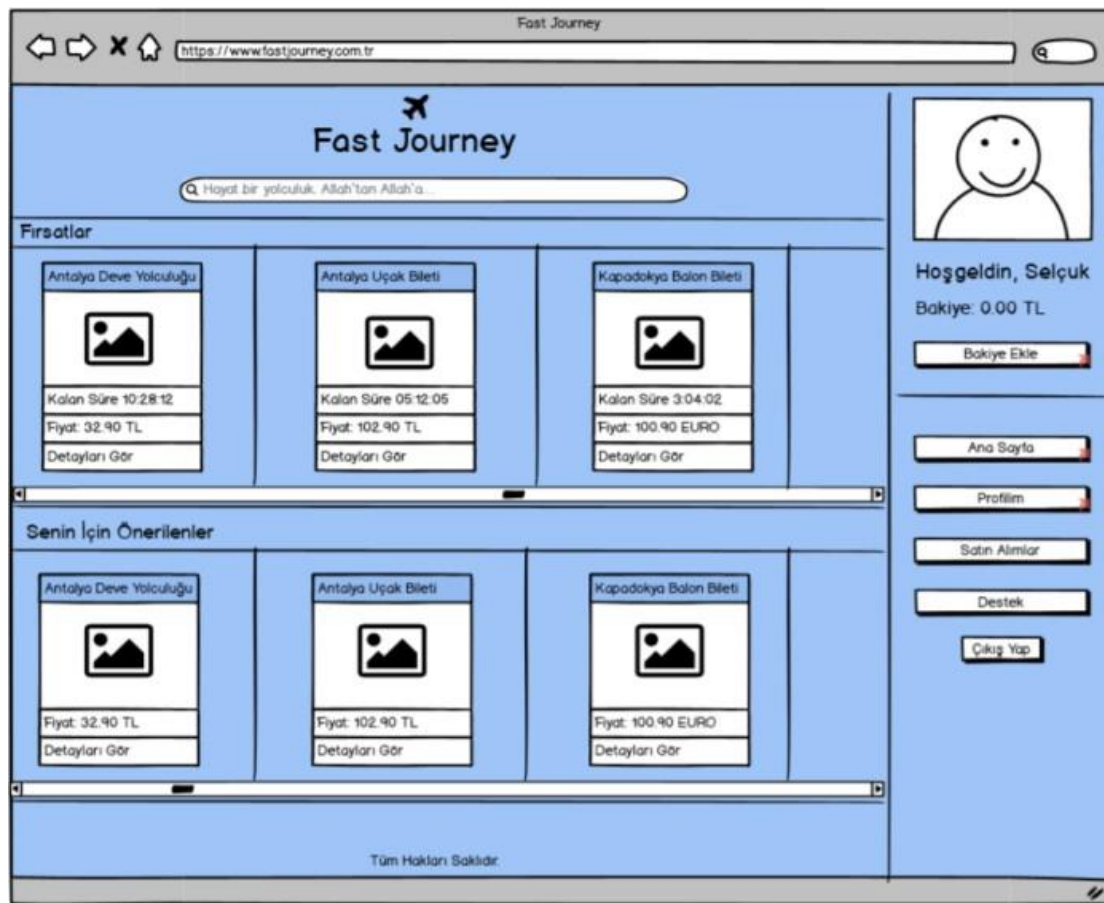 Fast Journey
https://www.fastjourney.com.tr
Fast Journey
Hayat bir yolculuk. Allah'tan Allah'a...
Fırsatlar
Antalya Deve Yolculuğu
Kalan Süre 10:28:12
Fiyat: 32.90 TL
Detayları Gör
Antalya Uçak Bileti
Kalan Süre 05:12:05
Fiyat: 102.90 TL
Detayları Gör
Kapadokya Balon Bileti
Kalan Süre 3:04:02
Fiyat: 100.90 EURO
Detayları Gör
Senin İçin Önerilenler
Antalya Deve Yolculuğu
Fiyat: 32.90 TL
Detayları Gör
Antalya Uçak Bileti
Fiyat: 102.90 TL
Detayları Gör
Kapadokya Balon Bileti
Fiyat: 100.90 EURO
Detayları Gör
Tüm Hakları Saklıdır.
Hoşgeldin, Selçuk
Bakiye: 0.00 TL
Bakiye Ekle
Ana Sayfa
Profilim
Satın Alımlar
Destek
Çıkış Yap